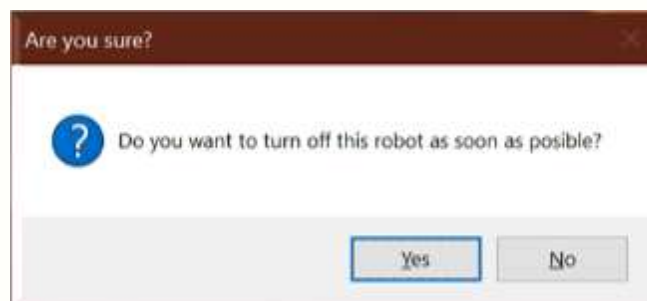 Are you sure?
Do you want to turn off this robot as soon as posible?
Yes
No